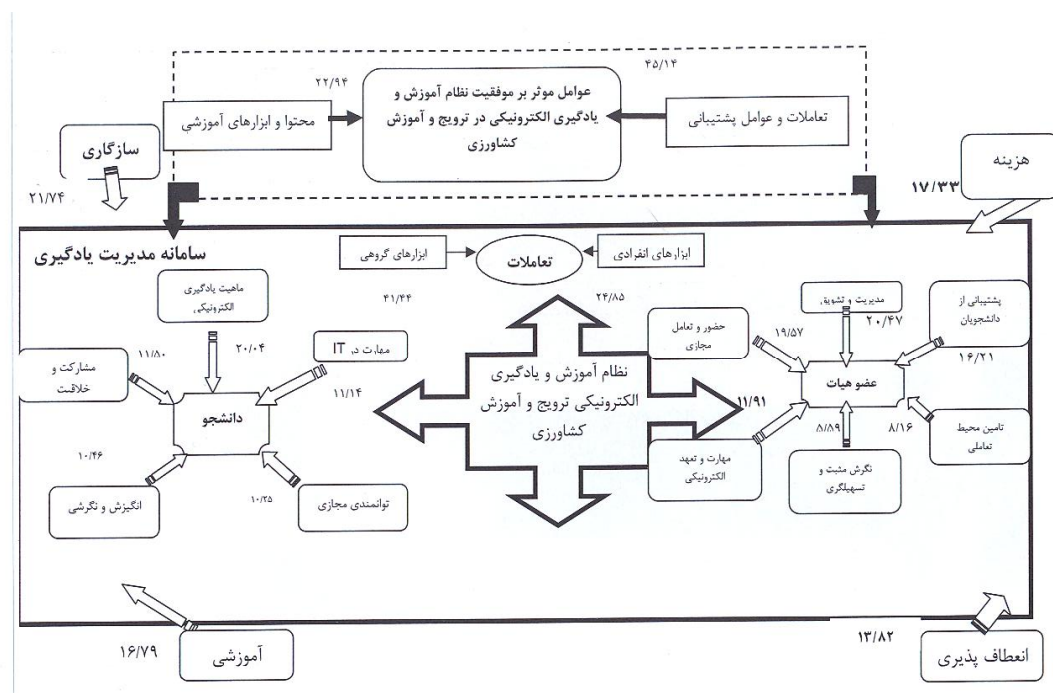 ۴۵/۱۴
۲۲/۹۴
عوامل موثر بر موفقیت نظام آموزش و
یادگیری الکترونیکی در ترویج و آموزش
کشاورزی
تعاملات و عوامل پشتیبانی
محتوا و ابزارهای آموزشی
سازگاری
هزینه
۱۷/۳۳
۲۱/۷۴
سامانه مدیریت یادگیری
ابزارهای انفرادی
تعاملات
ابزارهای گروهی
ماهیت یادگیری
الکترونیکی
۴۱/۴۴
۲۴/۸۵
مدیریت و تشویق
پشتیبانی از
دانشجویان
حضور و تعامل
مجازی
۱۹/۵۷
۲۰/۴۷
۱۶/۲۱
۲۰/۰۴
مهارت در IT
۱۱/۸۰
مشارکت و
خلاقیت
۱۱/۱۴
نظام آموزش و یادگیری
الکترونیکی ترویج و آموزش
کشاورزی
عضو هیات
۱۱/۹۱
دانشجو
۵/۵۹
۸/۱۶
تامین محیط
تعاملی
مهارت و تعهد
الکترونیکی
نگرش مثبت و
تسهیلگری
۱۰/۴۶
۱۰/۲۵
انگیزش و نگرشی
توانمندی مجازی
۱۳/۸۲
انعطاف پذیری
آموزشی
۱۶/۷۹